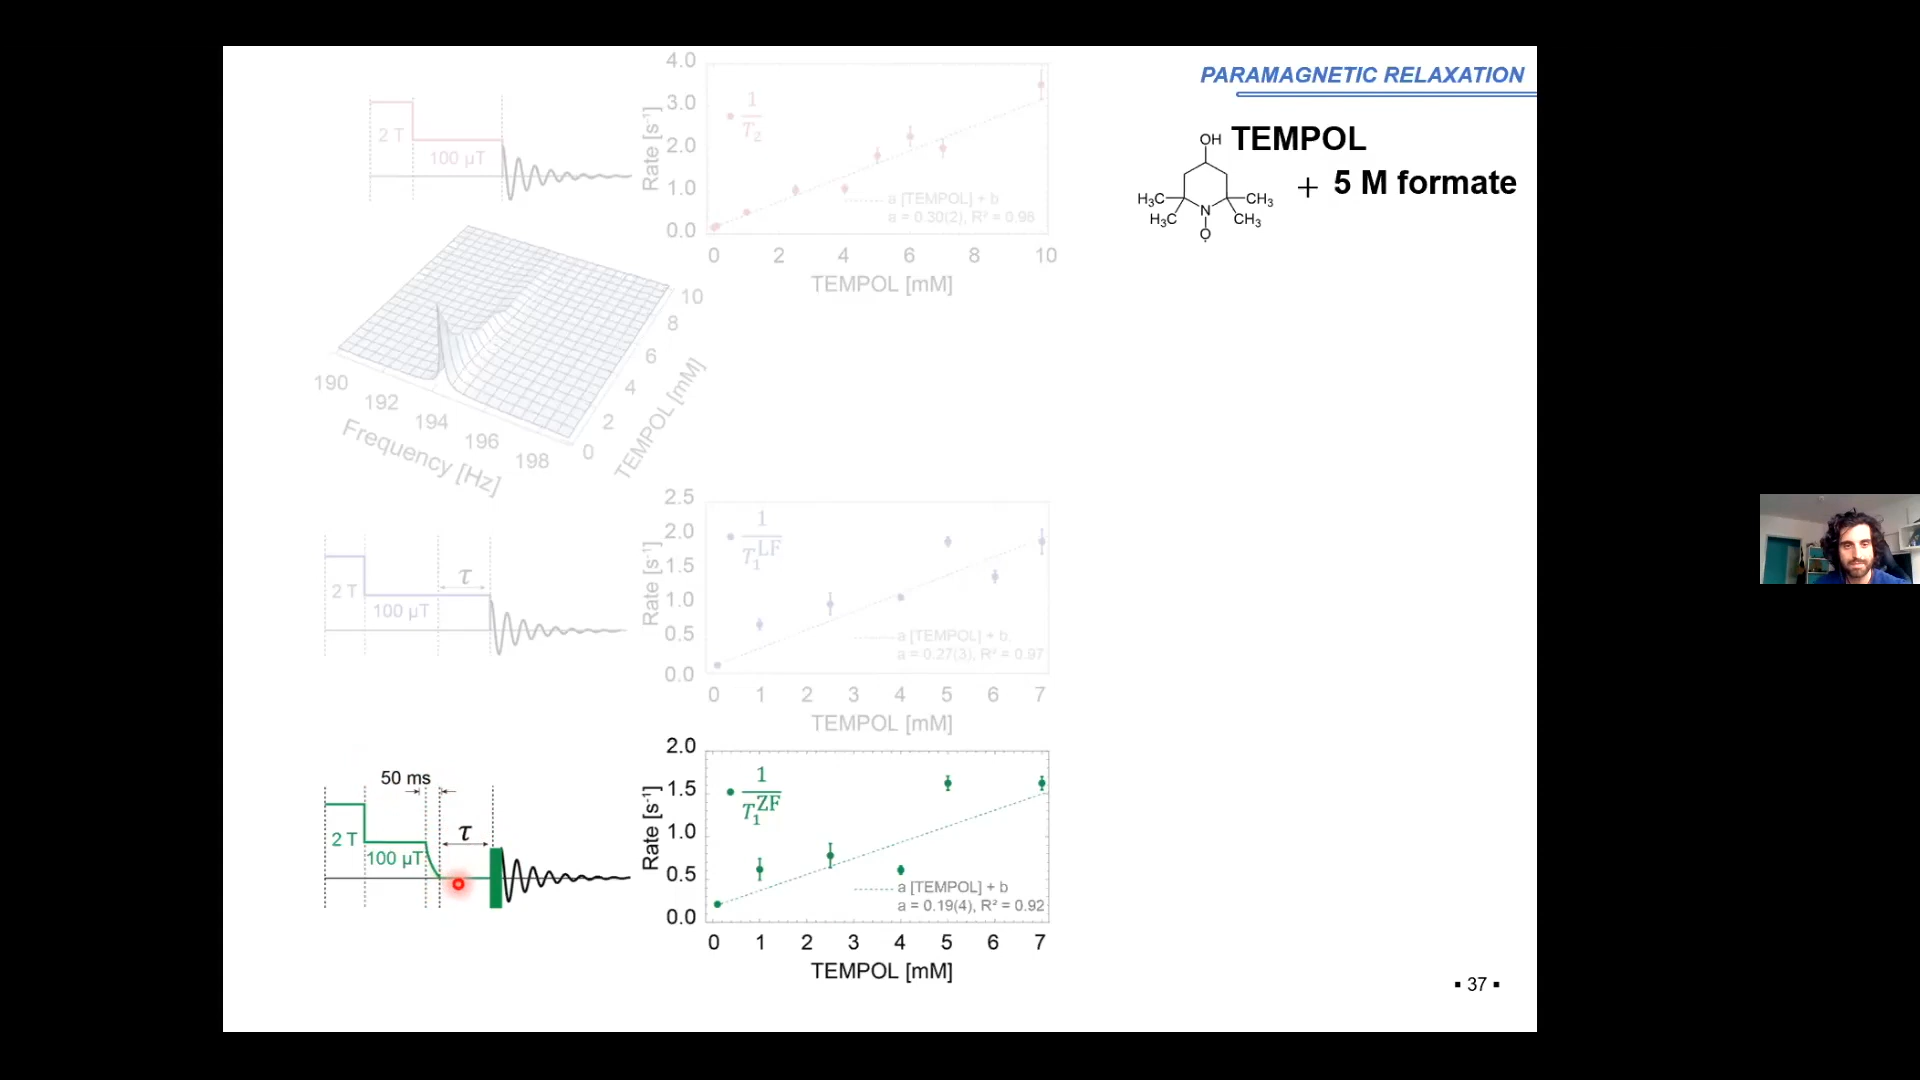 PARAMAGNETIC RELAXATION
TEMPOL
+ 5 M formate
OH
H₃C
CH₃
H₃C
CH₃
N
O
2 T
100 µT
4.0
3.0
2.0
1.0
0.0
Rate [s⁻¹]
1
T₂
a [TEMPOL] + b
a = 0.30(2), R² = 0.96
0 2 4 6 8 10
TEMPOL [mM]
190 192 194 196 198
Frequency [Hz]
0 2 4 6 8 10
TEMPOL [mM]
2 T
100 µT
τ
2.5
2.0
1.5
1.0
0.5
0.0
Rate [s⁻¹]
1
T₁ᴸꟳ
a [TEMPOL] + b
a = 0.27(3), R² = 0.97
0 1 2 3 4 5 6 7
TEMPOL [mM]
50 ms
2 T
100 µT
τ
2.0
1.5
1.0
0.5
0.0
Rate [s⁻¹]
1
T₁ZF
a [TEMPOL] + b
a = 0.19(4), R² = 0.92
0 1 2 3 4 5 6 7
TEMPOL [mM]
▪ 37 ▪